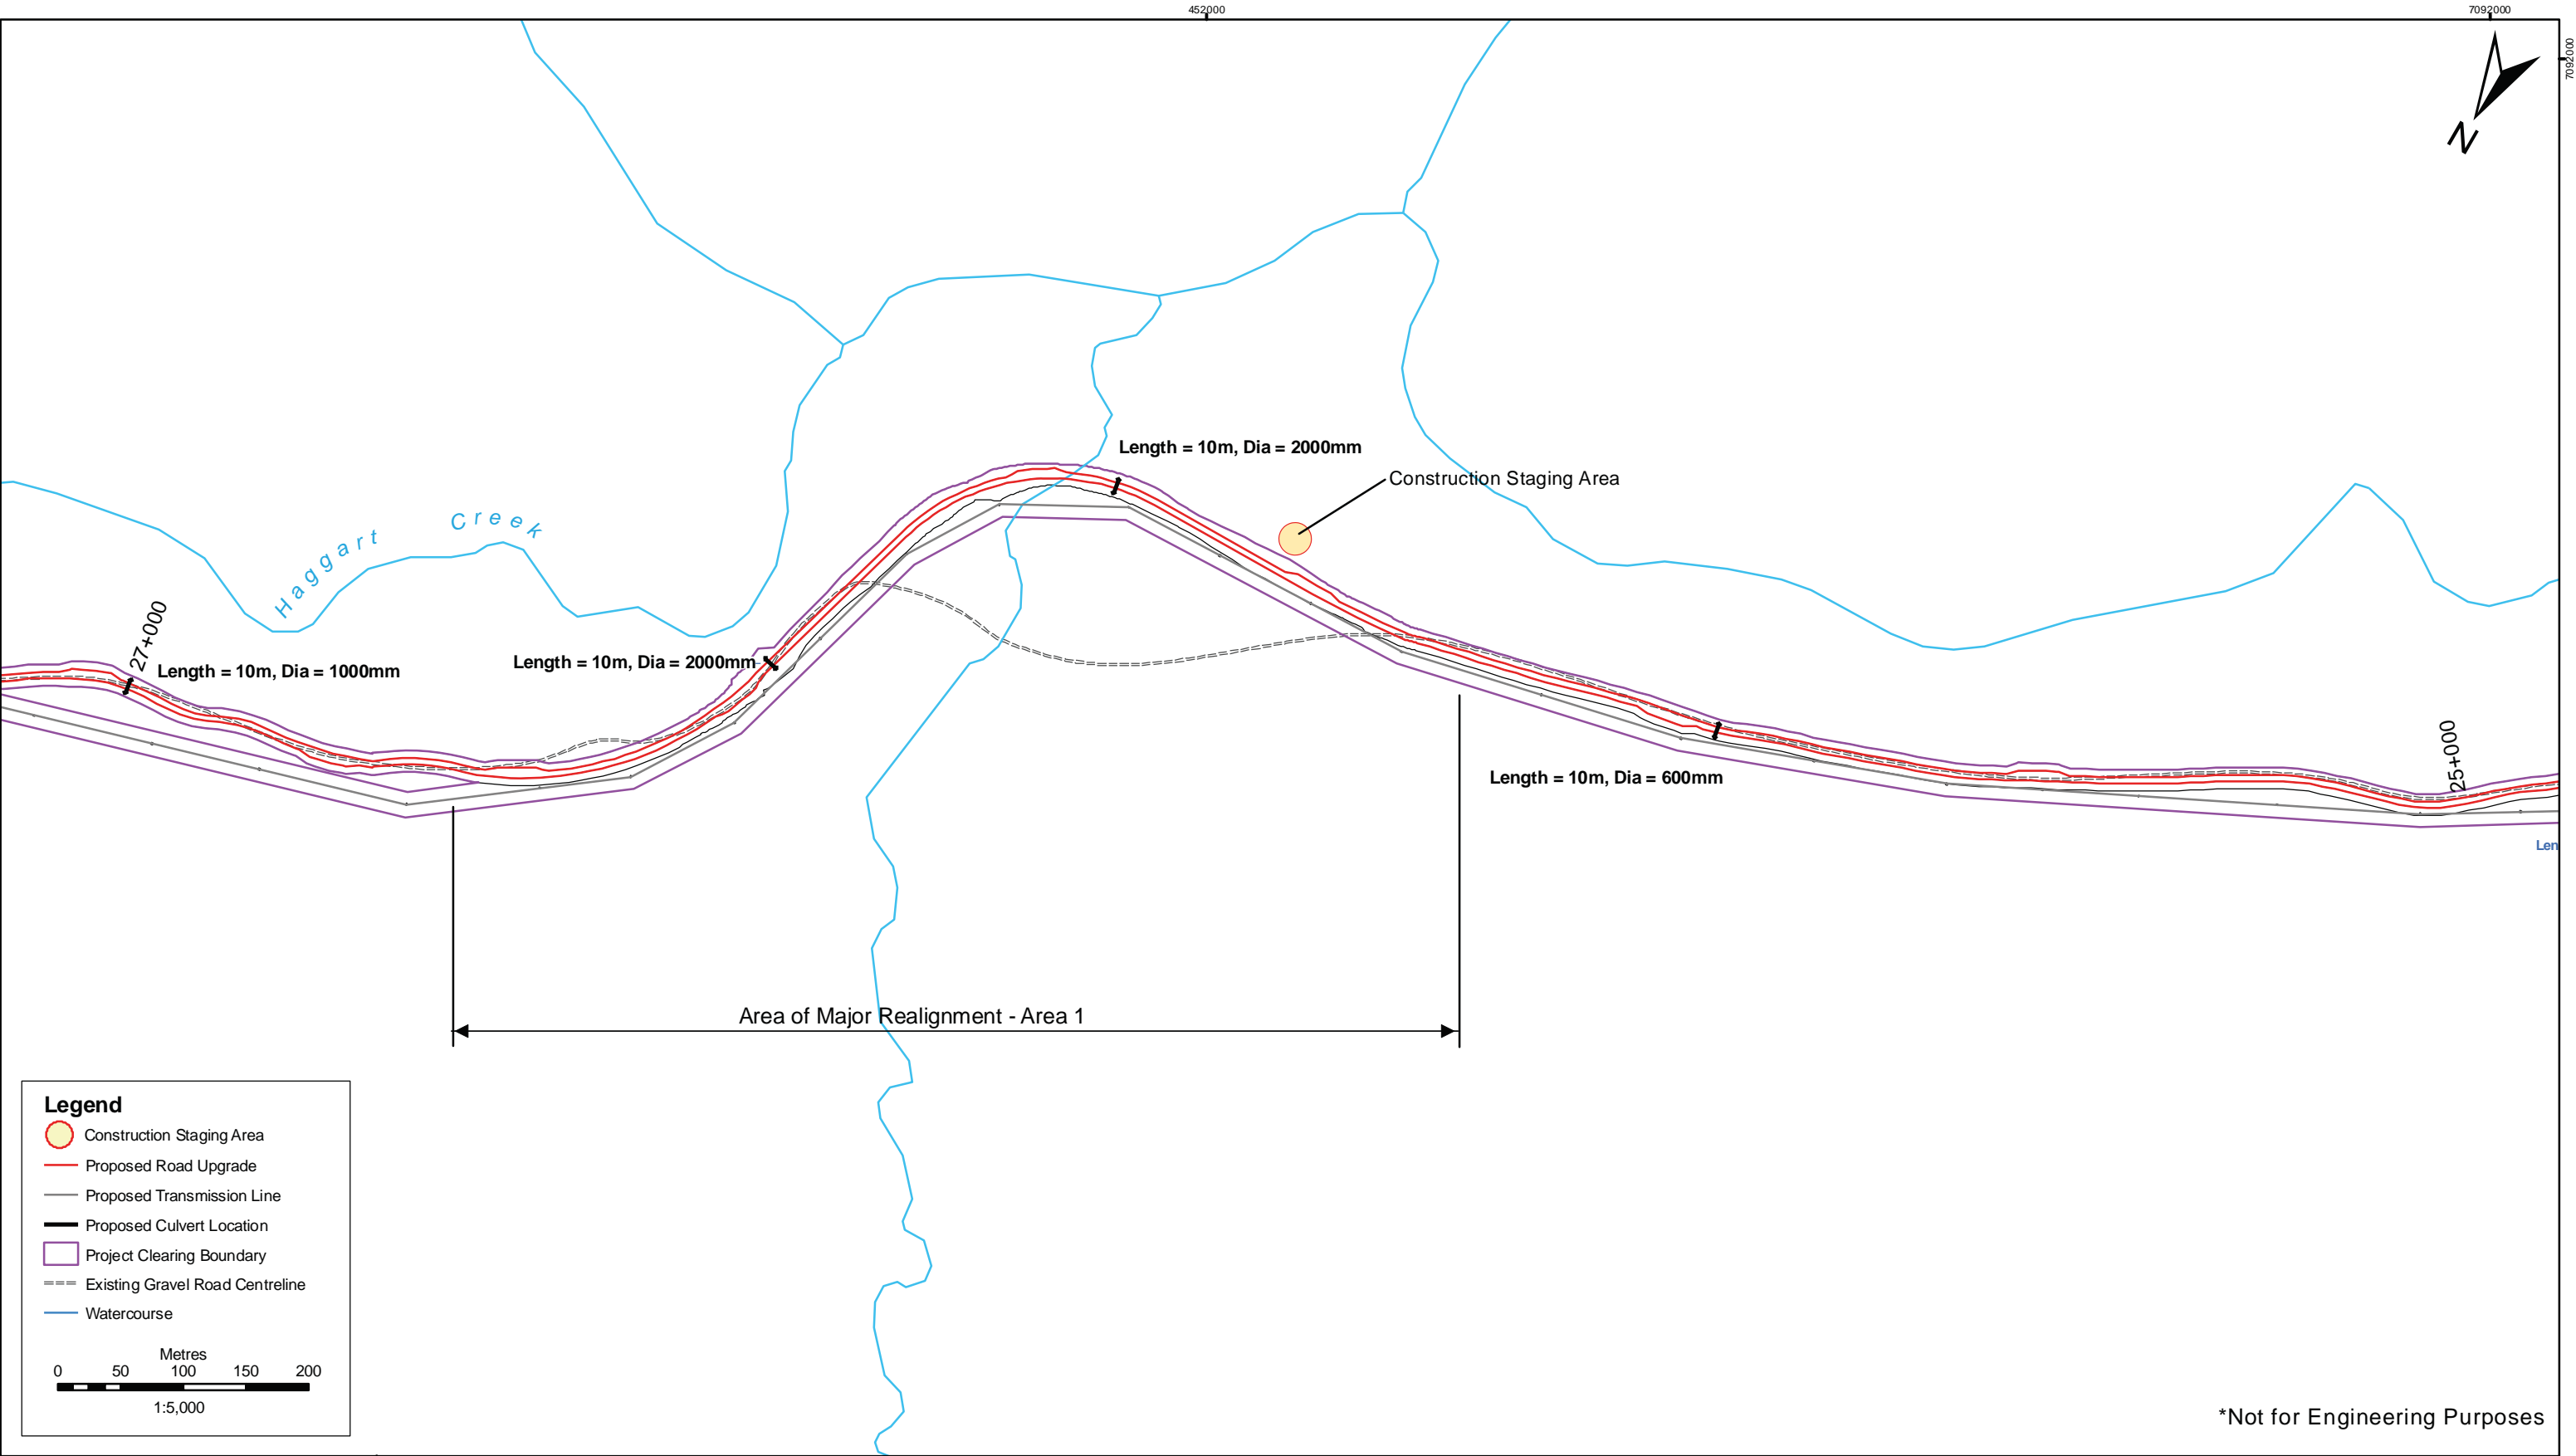 452000
7092000
7092000
N
Length = 10m, Dia = 2000mm
Construction Staging Area
Haggart Creek
27+000
Length = 10m, Dia = 1000mm
Length = 10m, Dia = 2000mm
25+000
Length = 10m, Dia = 600mm
Len
Area of Major Realignment - Area 1
Legend
Construction Staging Area
Proposed Road Upgrade
Proposed Transmission Line
Proposed Culvert Location
Project Clearing Boundary
Existing Gravel Road Centreline
Watercourse
Metres
0 50 100 150 200
1:5,000
*Not for Engineering Purposes